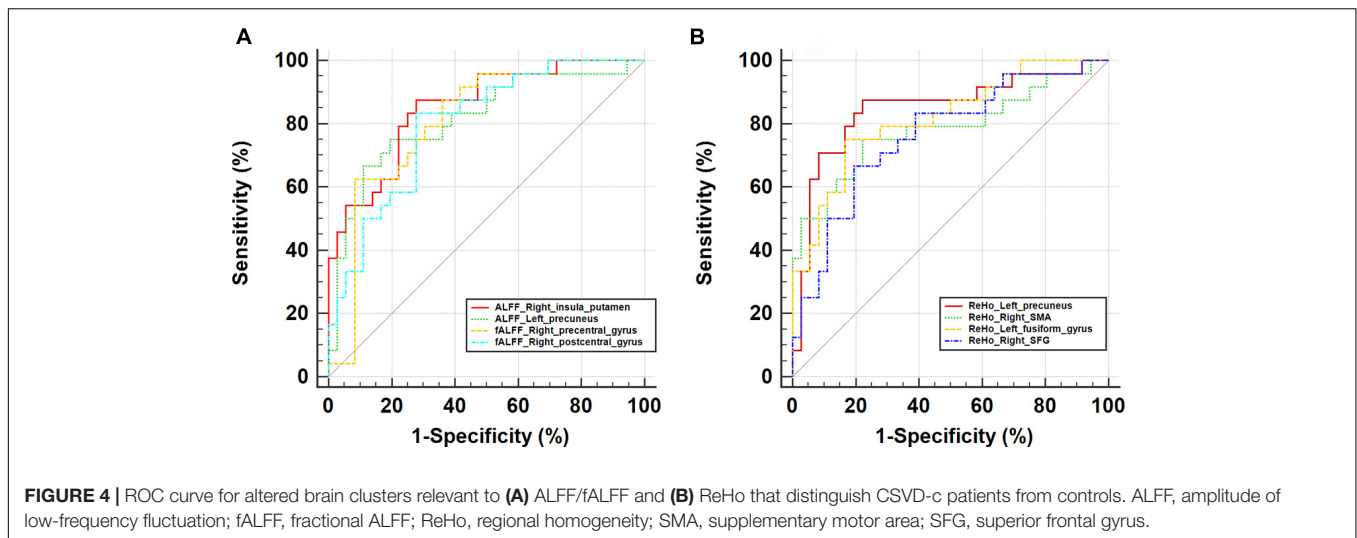 A
100
80
60
40
20
0
Sensitivity (%)
0 20 40 60 80 100
1-Specificity (%)
ALFF_Right_insula_putamen
ALFF_Left_precuneus
fALFF_Right_precentral_gyrus
fALFF_Right_postcentral_gyrus
B
100
80
60
40
20
0
Sensitivity (%)
0 20 40 60 80 100
1-Specificity (%)
ReHo_Left_precuneus
ReHo_Right_SMA
ReHo_Left_fusiform_gyrus
ReHo_Right_SFG
FIGURE 4 | ROC curve for altered brain clusters relevant to (A) ALFF/fALFF and (B) ReHo that distinguish CSVD-c patients from controls. ALFF, amplitude of
low-frequency fluctuation; fALFF, fractional ALFF; ReHo, regional homogeneity; SMA, supplementary motor area; SFG, superior frontal gyrus.